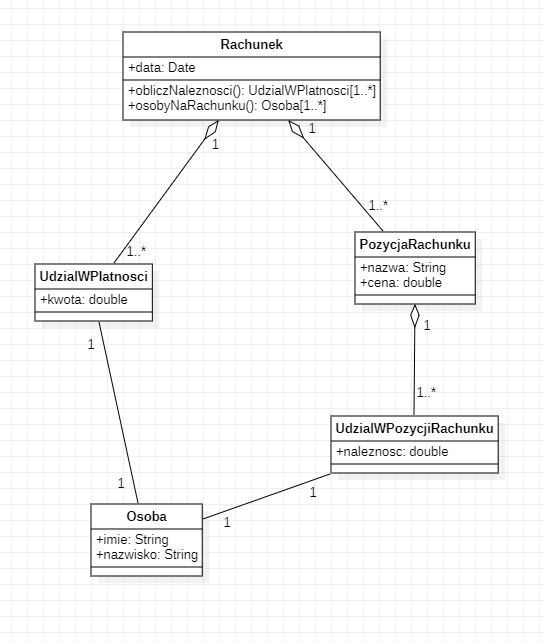 Rachunek
+data: Date
+obliczNaleznosci(): UdzialWPlatnosci[1..*]
+osobyNaRachunku(): Osoba[1..*]
1
1
1..*
1..*
UdzialWPlatnosci
+kwota: double
PozycjaRachunku
+nazwa: String
+cena: double
1
1
1..*
UdzialWPozycjiRachunku
+naleznosc: double
1
1
1
Osoba
+imie: String
+nazwisko: String